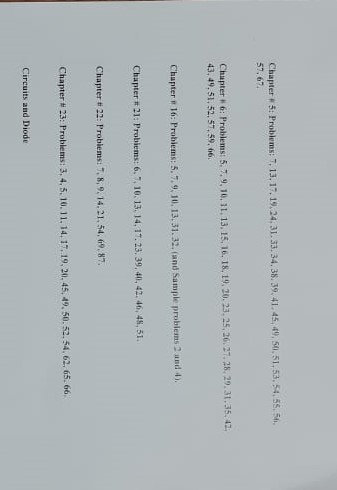 Chapter # 5: Problems: 7, 13, 17, 19, 24, 31, 33, 34, 38, 39, 41, 45, 49, 50, 51, 53, 54, 55, 56,
57, 67.
Chapter # 6: Problems: 5, 7, 9, 10, 11, 13, 15, 16, 18, 19, 20, 23, 25, 26, 27, 28, 29, 31, 35, 42,
43, 49, 51, 52, 57, 59, 66.
Chapter # 16: Problems: 5, 7, 9, 10, 13, 31, 32, (and Sample problems 2 and 4).
Chapter # 21: Problems: 6, 7, 10, 13, 14, 17, 23, 39, 40, 42, 46, 48, 51.
Chapter # 22: Problems: 7, 8, 9, 14, 21, 54, 69, 87.
Chapter # 23: Problems: 3, 4, 5, 10, 11, 14, 17, 19, 20, 45, 49, 50, 52, 54, 62, 65, 66.
Circuits and Diode